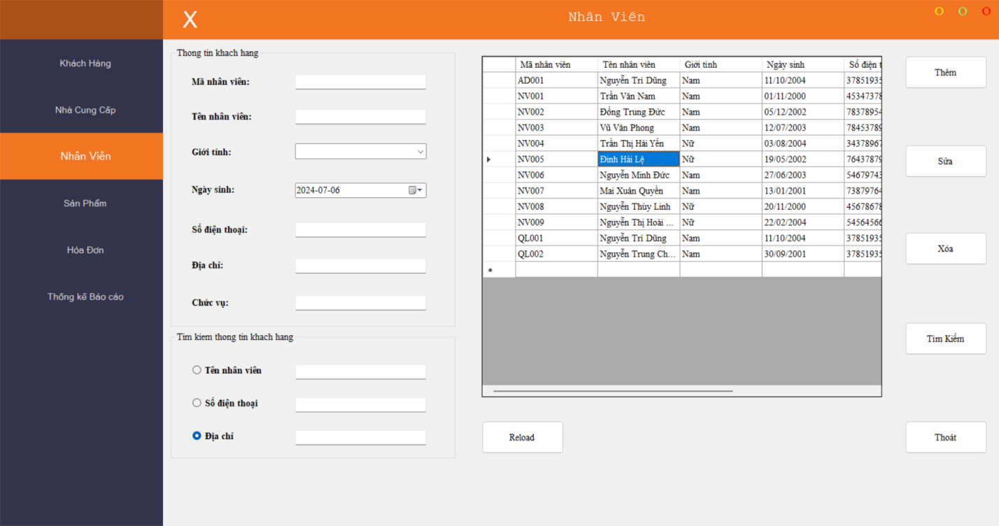 X
Nhân Viên
O O O
Khách Hàng
Nhà Cung Cấp
Nhân Viên
Sản Phẩm
Hóa Đơn
Thống kế Báo cáo
Thong tin khach hang
Mã nhân viên:
Tên nhân viên:
Giới tính:
Ngày sinh:
2024-07-06
Số điện thoại:
Địa chỉ:
Chức vụ:
Tim kiem thong tin khach hang
Tên nhân viên
Số điện thoại
Địa chỉ
Mã nhân viên Tên nhân viên Giới tính Ngày sinh Số điện t
AD001 Nguyễn Trí Dũng Nam 11/10/2004 37851935
NV001 Trần Văn Nam Nam 01/11/2000 45347378
NV002 Đồng Trung Đức Nam 05/12/2002 78378954
NV003 Vũ Văn Phong Nam 12/07/2003 78453789
NV004 Trần Thị Hải Yến Nữ 03/08/2004 34378967
NV005 Đinh Hải Lệ Nữ 19/05/2002 76437879
NV006 Nguyễn Minh Đức Nam 27/06/2003 54679743
NV007 Mai Xuân Quyền Nam 13/01/2001 73879764
NV008 Nguyễn Thùy Linh Nữ 20/11/2000 45678678
NV009 Nguyễn Thị Hoài ... Nữ 22/02/2004 54564566
QL001 Nguyễn Trí Dũng Nam 11/10/2004 37851935
QL002 Nguyễn Trung Ch... Nam 30/09/2001 37851935
Reload
Thêm
Sửa
Xóa
Tìm Kiếm
Thoát